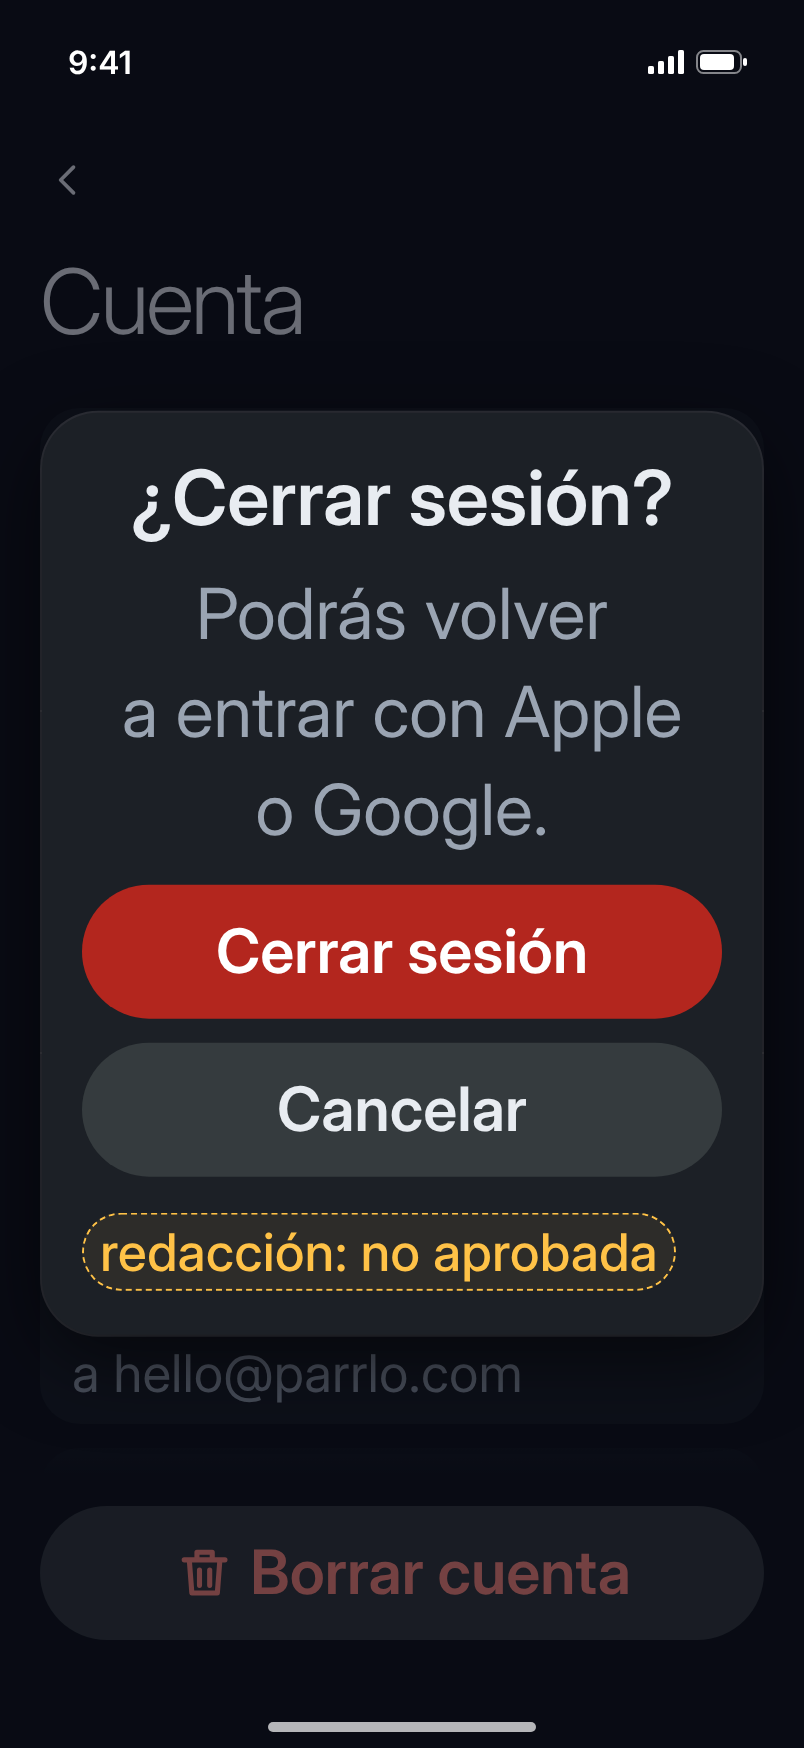 9:41
Cuenta
¿Cerrar sesión?
Podrás volver
a entrar con Apple
o Google.
Cerrar sesión
Cancelar
redacción: no aprobada
a hello@parrlo.com
Borrar cuenta